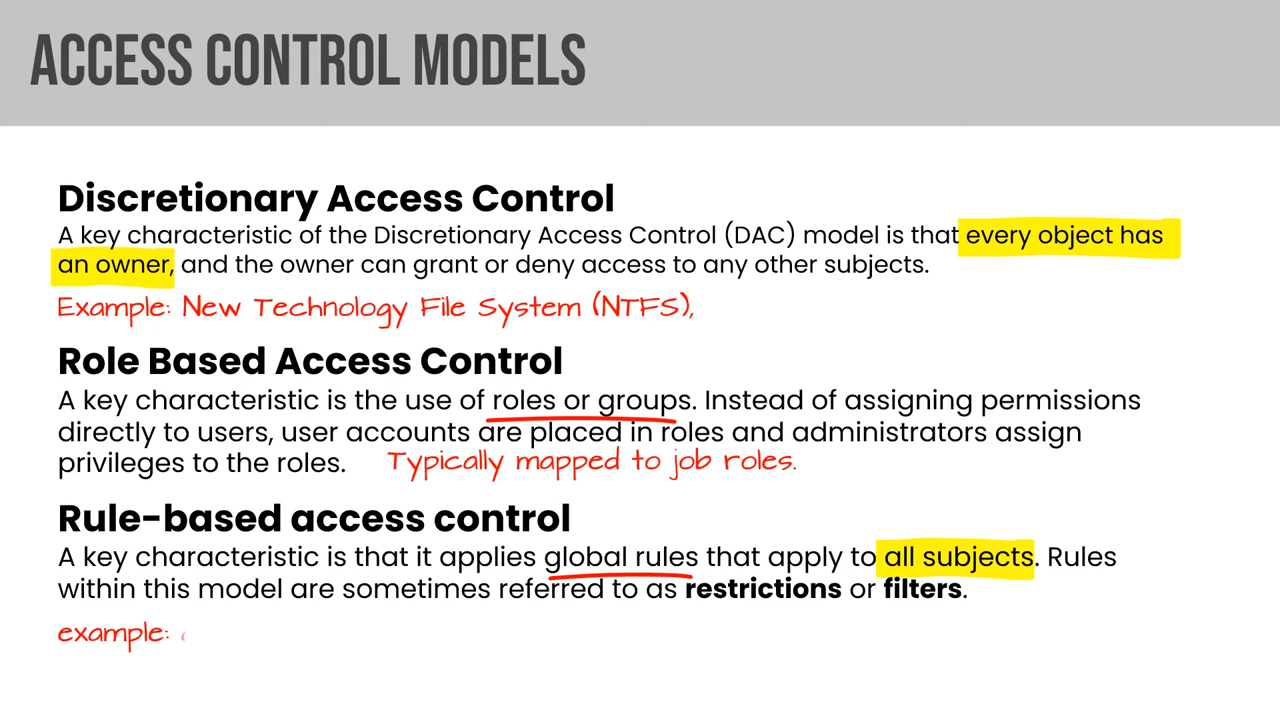 ACCESS CONTROL MODELS
Discretionary Access Control
A key characteristic of the Discretionary Access Control (DAC) model is that every object has
an owner, and the owner can grant or deny access to any other subjects.
Example: New Technology File System (NTFS),
Role Based Access Control
A key characteristic is the use of roles or groups. Instead of assigning permissions
directly to users, user accounts are placed in roles and administrators assign
privileges to the roles. Typically mapped to job roles.
Rule-based access control
A key characteristic is that it applies global rules that apply to all subjects. Rules
within this model are sometimes referred to as restrictions or filters.
example: